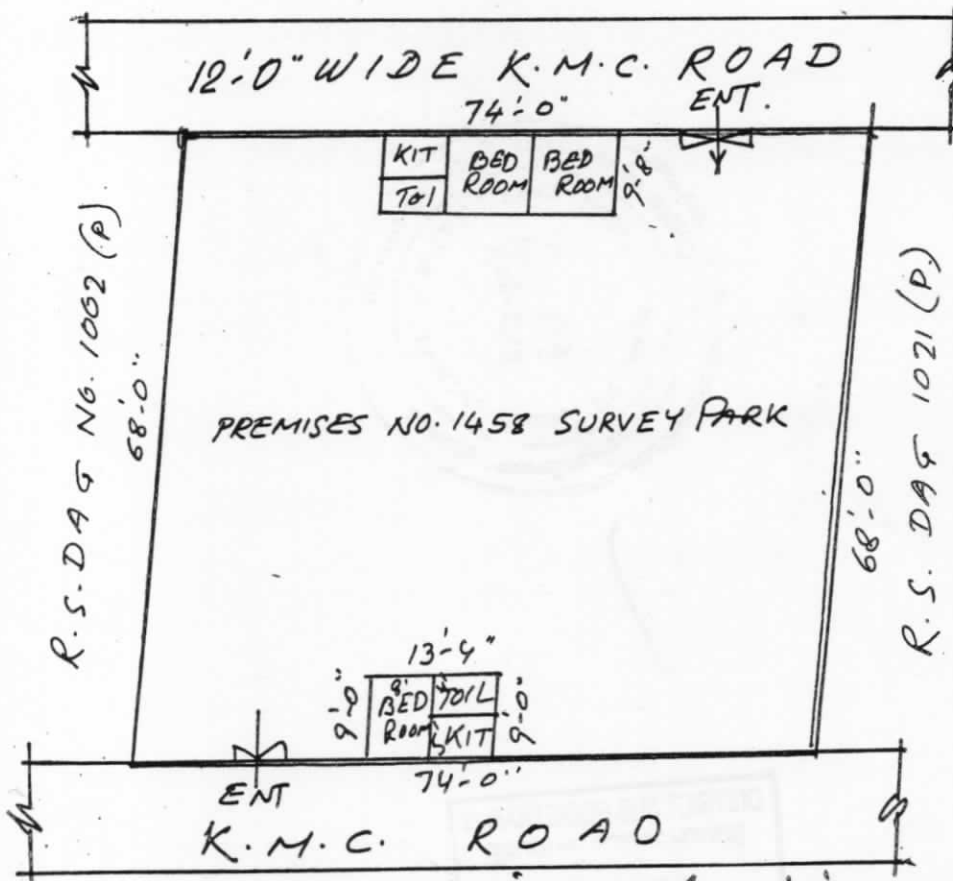 12'-0" WIDE K.M.C. ROAD
74'-0"
ENT.
KIT
Tol
BED
ROOM
BED
ROOM
9'-8"
R.S. DAG NO. 1002 (P)
68'-0"
PREMISES NO. 1458 SURVEY PARK
68'-0"
R.S. DAG 1021 (P.)
13'-4"
9'-0"
BED
ROOM
TOIL
KIT
9'-0"
74'-0"
ENT
K.M.C. ROAD